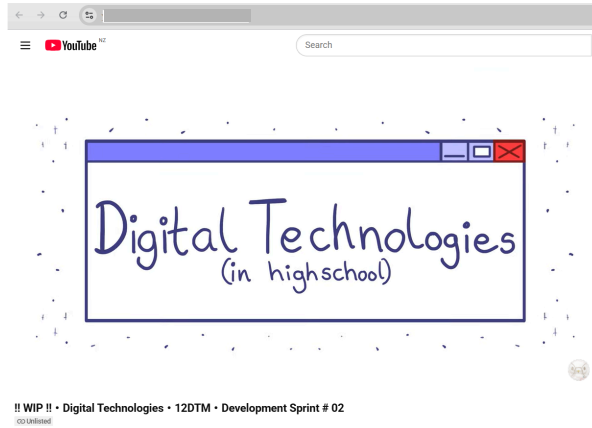 YouTube NZ
Search
Digital Technologies
(in highschool)
!! WIP !! • Digital Technologies • 12DTM • Development Sprint # 02
Unlisted